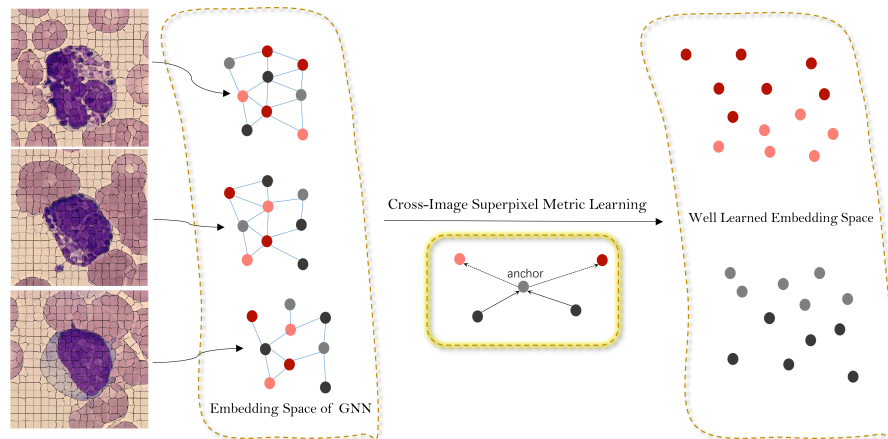 Cross-Image Superpixel Metric Learning
Well Learned Embedding Space
anchor
Embedding Space of GNN